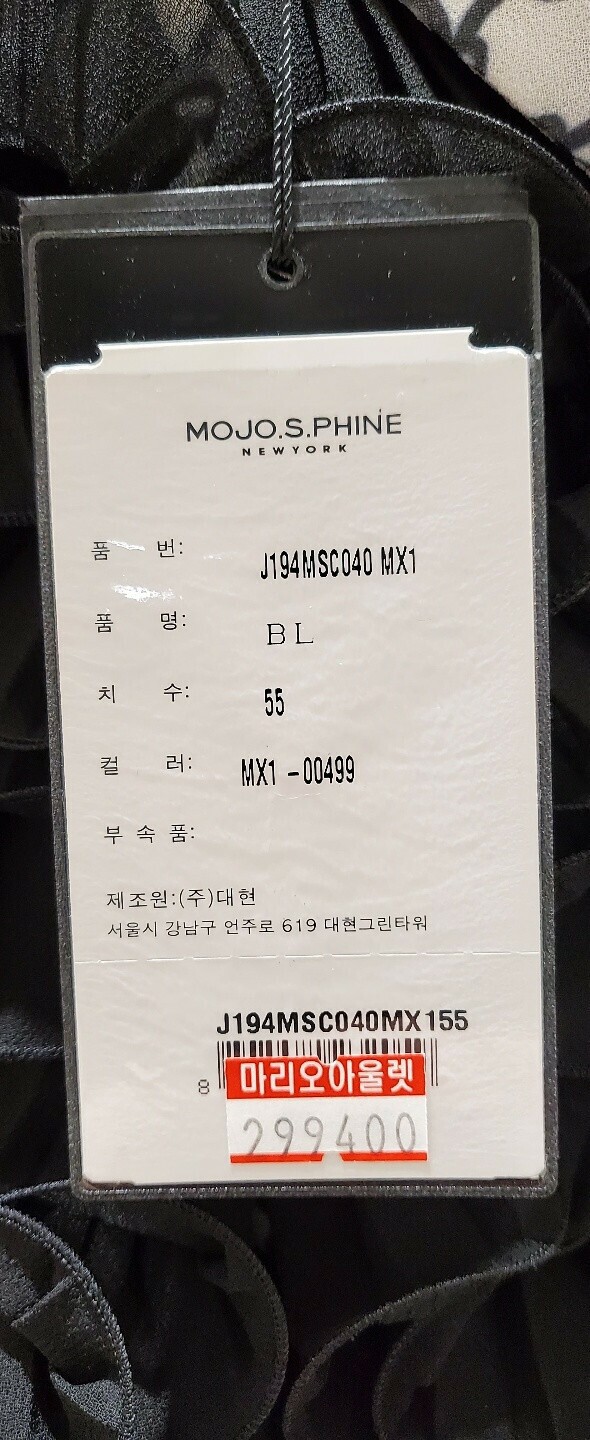 MOJO.S.PHINE
NEWYORK
품 번: J194MSC040 MX1
품 명: BL
치 수: 55
컬 러: MX1 -00499
부 속 품:
제조원:(주)대현
서울시 강남구 언주로 619 대현그린타워
J194MSC040MX155
8
마리오아울렛
299400